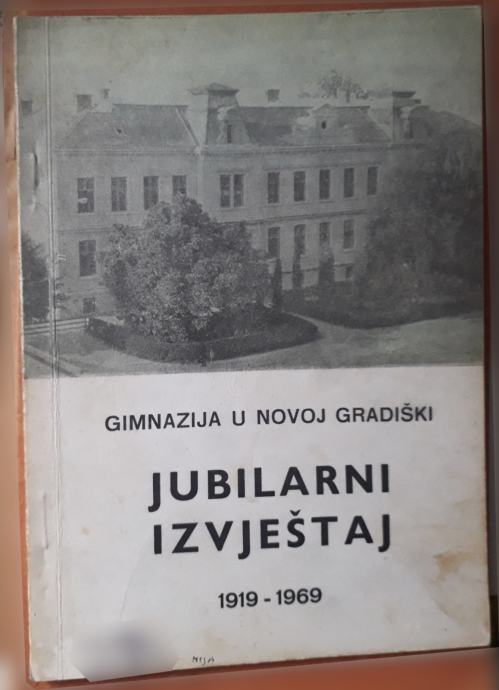 GIMNAZIJA U NOVOJ GRADIŠKI
JUBILARNI
IZVJEŠTAJ
1919 - 1969